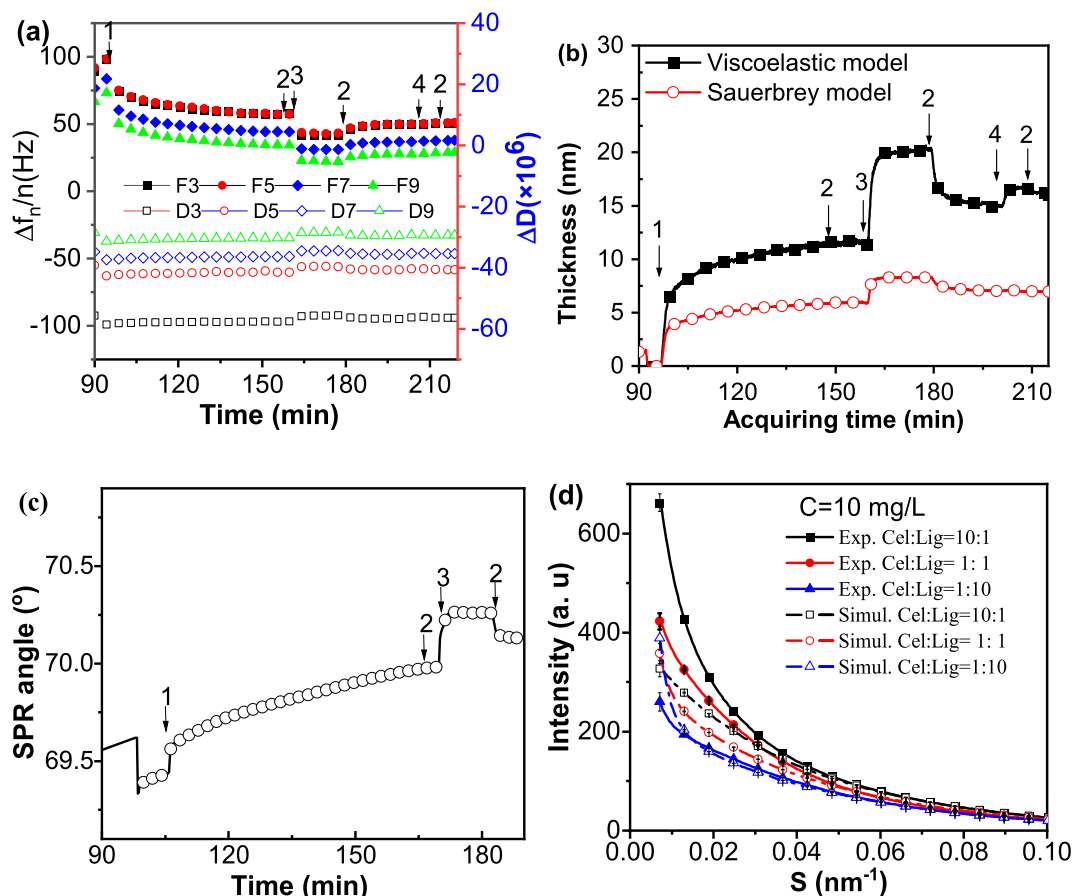 (a)
Δfn/n(Hz)
100
50
0
-50
-100
1
2 3
2
4 2
F3 F5 F7 F9
D3 D5 D7 D9
40
20
0
-20
-40
-60
ΔD(×10⁶)
90 120 150 180 210
Time (min)
(b)
Thickness (nm)
30
25
20
15
10
5
0
Viscoelastic model
Sauerbrey model
1
2
3
2
4
2
90 120 150 180 210
Acquiring time (min)
(c)
SPR angle (º)
70.5
70.0
69.5
1
2
3
2
90 120 150 180
Time (min)
(d)
Intensity (a. u)
600
400
200
0
C=10 mg/L
Exp. Cel:Lig=10:1
Exp. Cel:Lig= 1: 1
Exp. Cel:Lig=1:10
Simul. Cel:Lig=10:1
Simul. Cel:Lig= 1: 1
Simul. Cel:Lig=1:10
0.00 0.02 0.04 0.06 0.08 0.10
S (nm⁻¹)